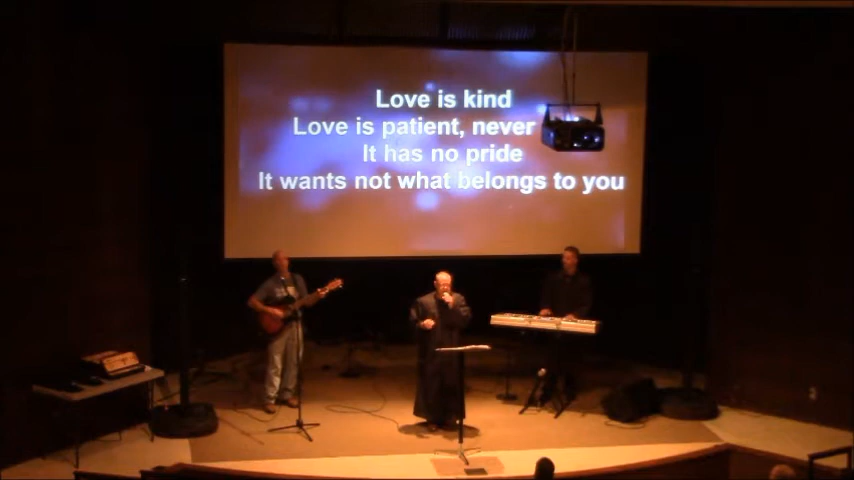 Love is kind
Love is patient, never
It has no pride
It wants not what belongs to you